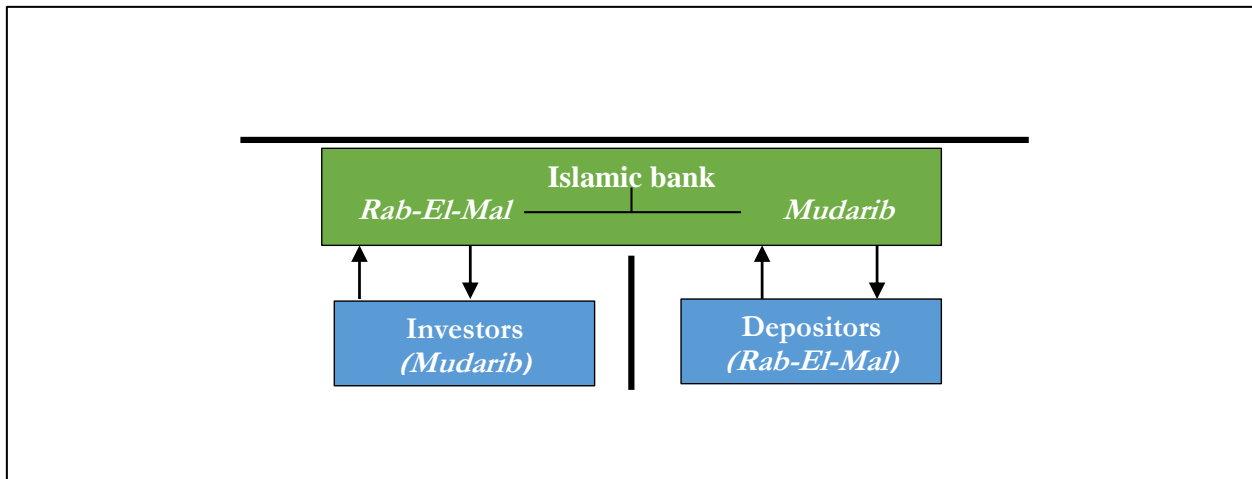 Islamic bank
Rab-El-Mal
Mudarib
Investors
(Mudarib)
Depositors
(Rab-El-Mal)